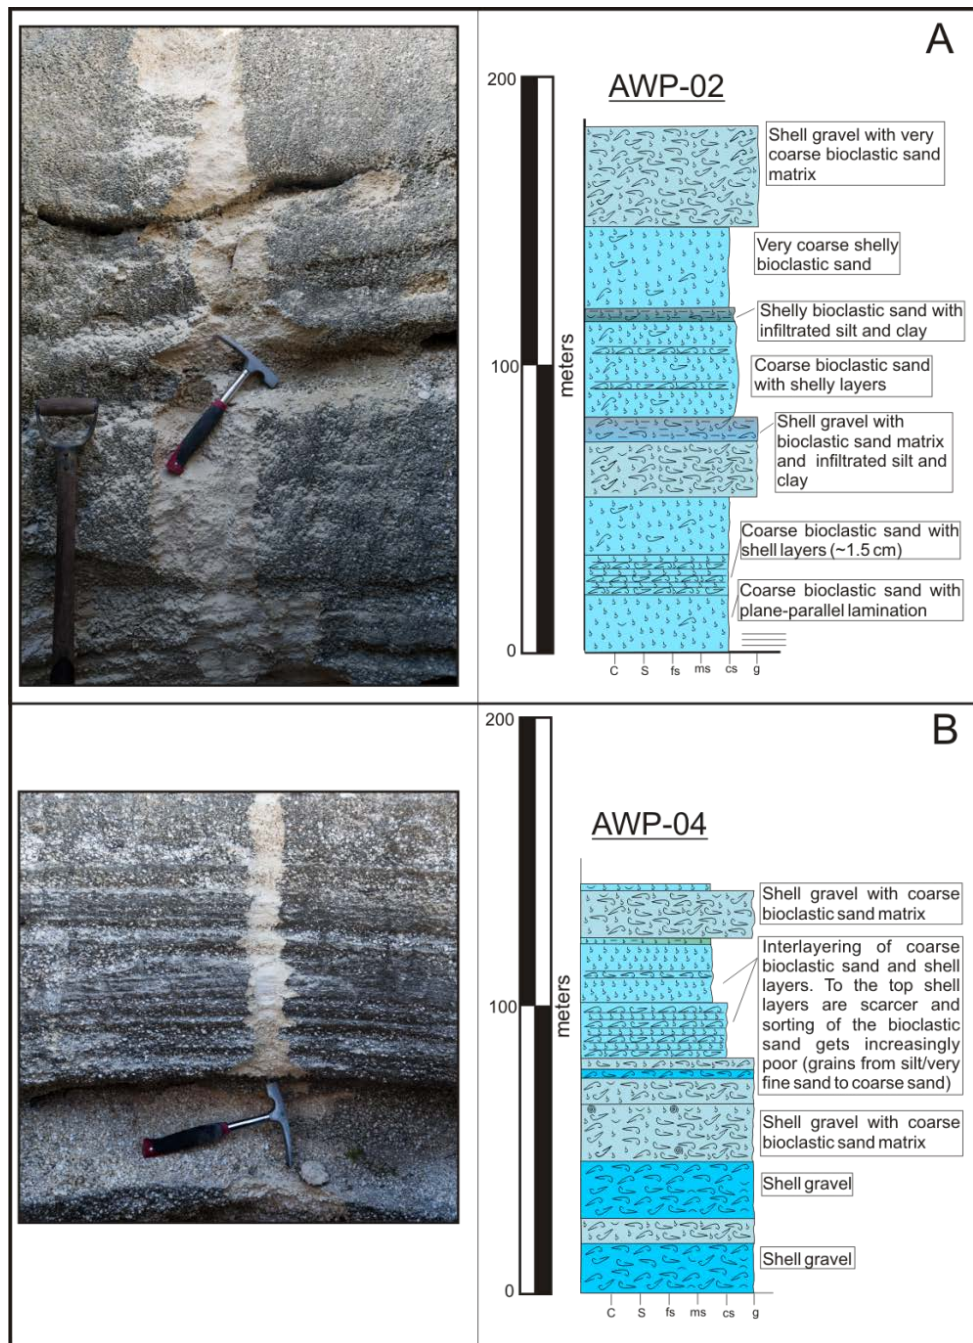 A
AWP-02
200
100
0
meters
Shell gravel with very
coarse bioclastic sand
matrix
Very coarse shelly
bioclastic sand
Shelly bioclastic sand with
infiltrated silt and clay
Coarse bioclastic sand
with shelly layers
Shell gravel with
bioclastic sand matrix
and infiltrated silt and
clay
Coarse bioclastic sand with
shell layers (~1.5 cm)
Coarse bioclastic sand with
plane-parallel lamination
C S fs ms cs g
B
AWP-04
200
100
0
meters
Shell gravel with coarse
bioclastic sand matrix
Interlayering of coarse
bioclastic sand and shell
layers. To the top shell
layers are scarcer and
sorting of the bioclastic
sand gets increasingly
poor (grains from silt/very
fine sand to coarse sand)
Shell gravel with coarse
bioclastic sand matrix
Shell gravel
Shell gravel
C S fs ms cs g